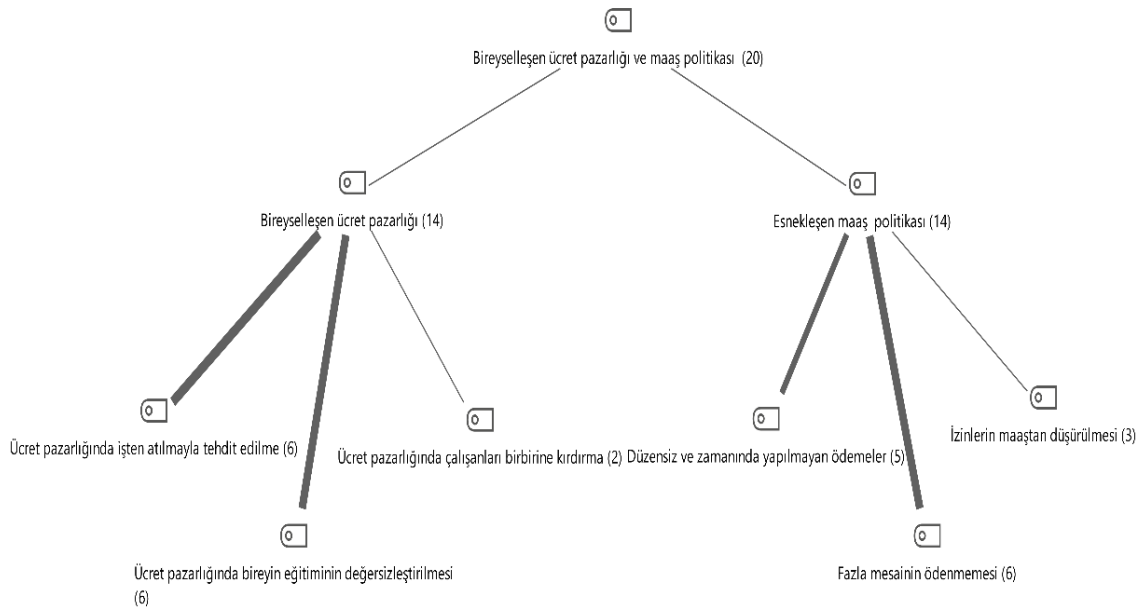 Bireyselleşen ücret pazarlığı ve maaş politikası (20)
Bireyselleşen ücret pazarlığı (14)
Esnekleşen maaş politikası (14)
Ücret pazarlığında işten atılmayla tehdit edilme (6)
Ücret pazarlığında çalışanları birbirine kırdırma (2)
Düzensiz ve zamanında yapılmayan ödemeler (5)
İzinlerin maaştan düşürülmesi (3)
Ücret pazarlığında bireyin eğitiminin değersizleştirilmesi
(6)
Fazla mesainin ödenmemesi (6)